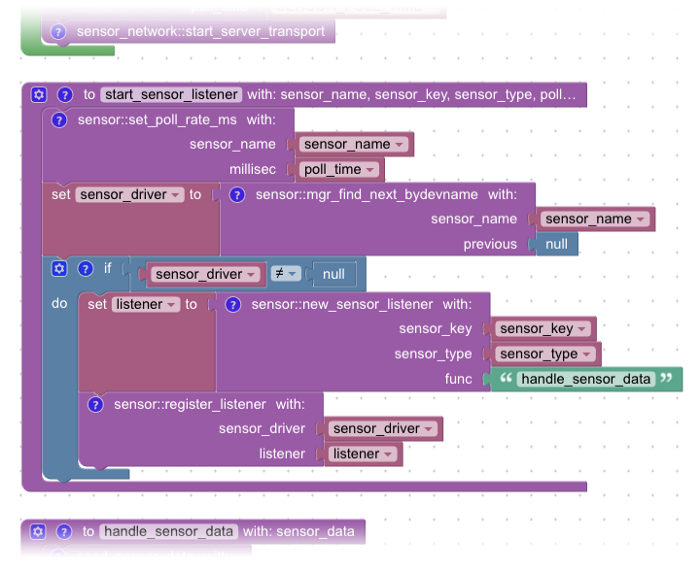 sensor_network::start_server_transport
to start_sensor_listener with: sensor_name, sensor_key, sensor_type, poll…
sensor::set_poll_rate_ms with:
sensor_name sensor_name
millisec poll_time
set sensor_driver to sensor::mgr_find_next_bydevname with:
sensor_name sensor_name
previous null
if sensor_driver ≠ null
do set listener to sensor::new_sensor_listener with:
sensor_key sensor_key
sensor_type sensor_type
func “ handle_sensor_data ”
sensor::register_listener with:
sensor_driver sensor_driver
listener listener
to handle_sensor_data with: sensor_data